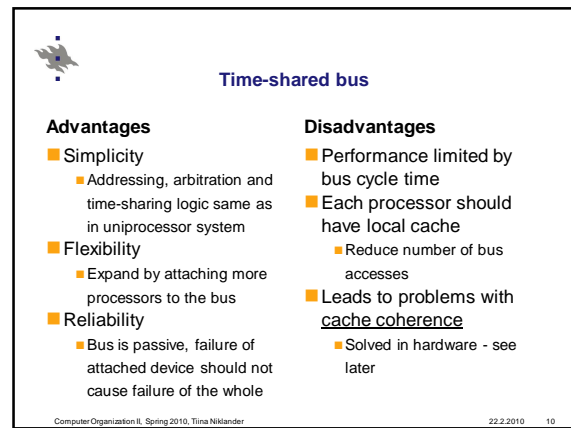 Time-shared bus
Advantages
Simplicity
Addressing, arbitration and
time-sharing logic same as
in uniprocessor system
Flexibility
Expand by attaching more
processors to the bus
Reliability
Bus is passive, failure of
attached device should not
cause failure of the whole
Disadvantages
Performance limited by
bus cycle time
Each processor should
have local cache
Reduce number of bus
accesses
Leads to problems with
cache coherence
Solved in hardware - see
later
Computer Organization II, Spring 2010, Tiina Niklander
22.2.2010 10